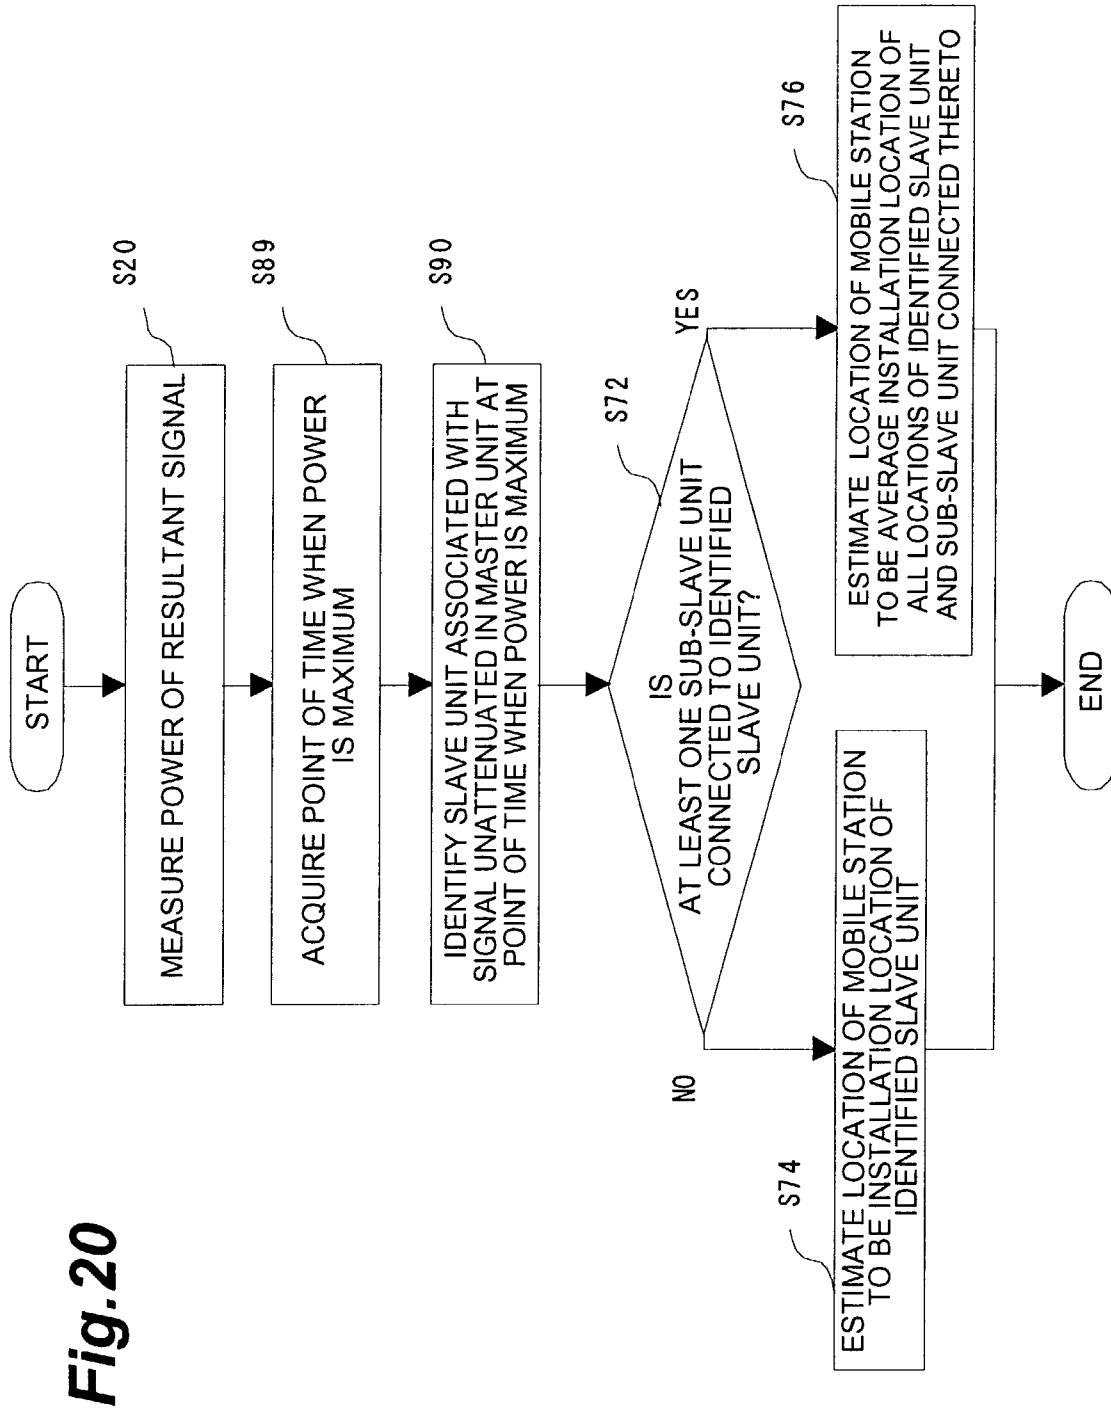 Fig.20
START
S20
MEASURE POWER OF RESULTANT SIGNAL
S89
ACQUIRE POINT OF TIME WHEN POWER
IS MAXIMUM
S90
IDENTIFY SLAVE UNIT ASSOCIATED WITH
SIGNAL UNATTENUATED IN MASTER UNIT AT
POINT OF TIME WHEN POWER IS MAXIMUM
S72
IS
AT LEAST ONE SUB-SLAVE UNIT
CONNECTED TO IDENTIFIED
SLAVE UNIT?
NO
YES
S74
ESTIMATE LOCATION OF MOBILE STATION
TO BE INSTALLATION LOCATION OF
IDENTIFIED SLAVE UNIT
S76
ESTIMATE LOCATION OF MOBILE STATION
TO BE AVERAGE INSTALLATION LOCATION OF
ALL LOCATIONS OF IDENTIFIED SLAVE UNIT
AND SUB-SLAVE UNIT CONNECTED THERETO
END